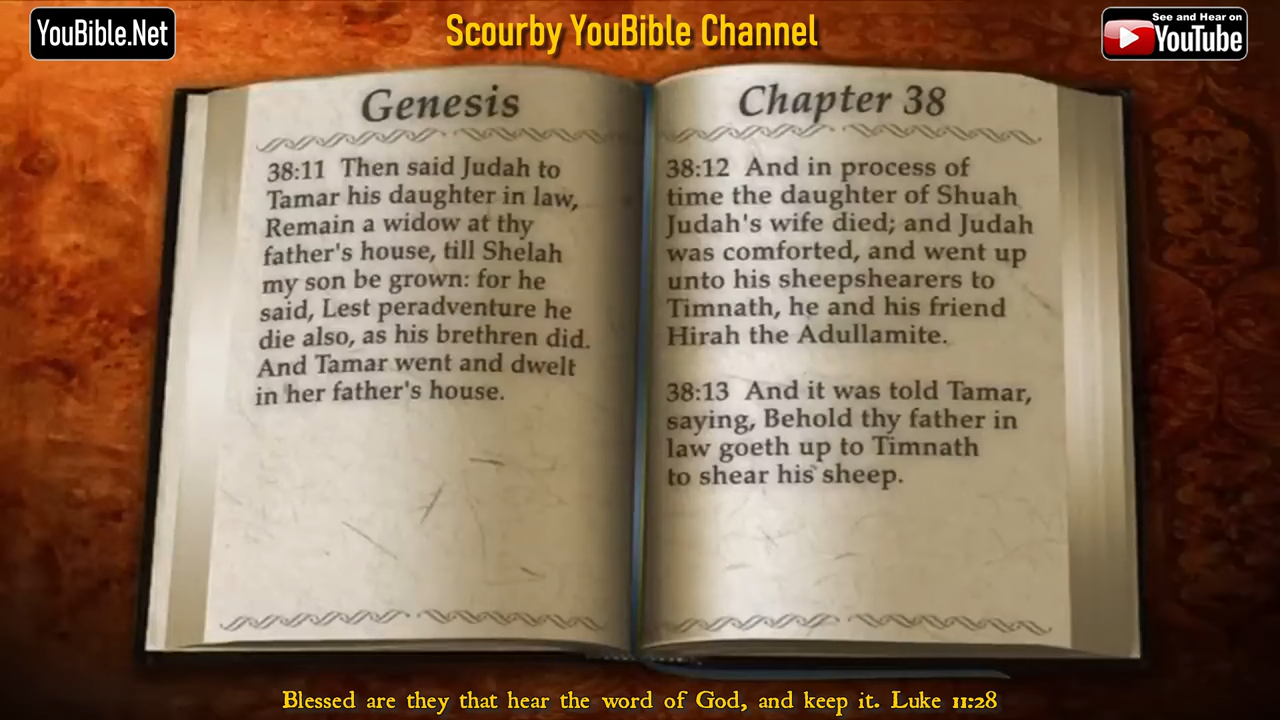 YouBible.Net
Scourby YouBible Channel
See and Hear on
YouTube
Genesis
38:11 Then said Judah to
Tamar his daughter in law,
Remain a widow at thy
father's house, till Shelah
my son be grown: for he
said, Lest peradventure he
die also, as his brethren did.
And Tamar went and dwelt
in her father's house.
Chapter 38
38:12 And in process of
time the daughter of Shuah
Judah's wife died; and Judah
was comforted, and went up
unto his sheepshearers to
Timnath, he and his friend
Hirah the Adullamite.
38:13 And it was told Tamar,
saying, Behold thy father in
law goeth up to Timnath
to shear his sheep.
Blessed are they that hear the word of God, and keep it. Luke 11:28